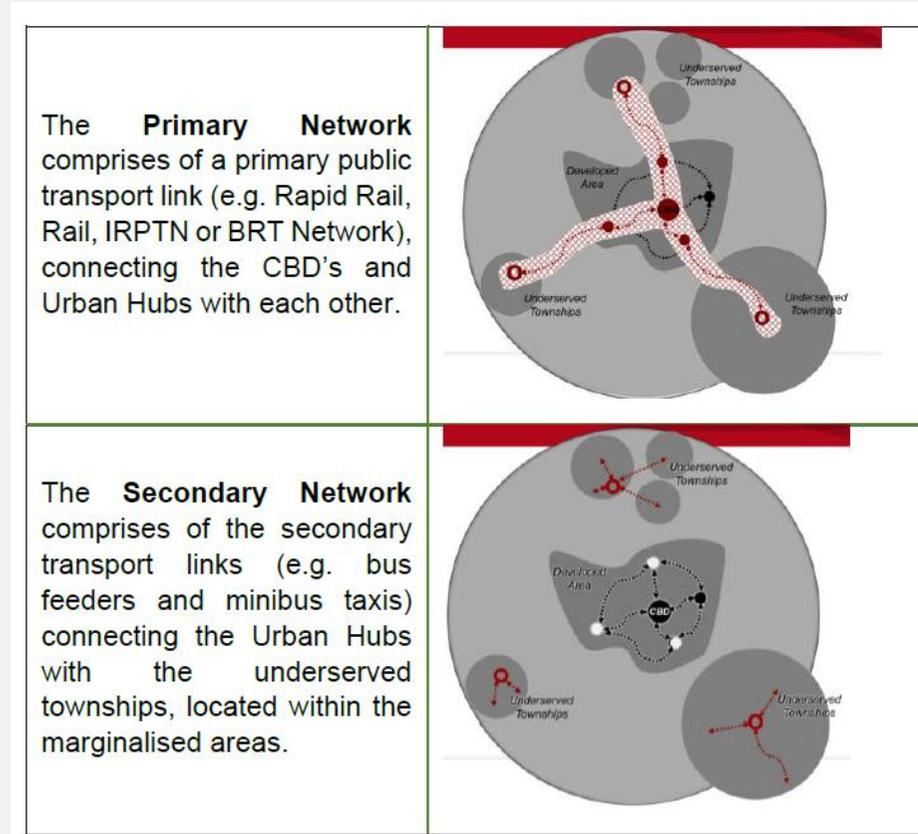 The Primary Network
comprises of a primary public
transport link (e.g. Rapid Rail,
Rail, IRPTN or BRT Network),
connecting the CBD's and
Urban Hubs with each other.
Underserved
Townships
Developed
Area
Underserved
Townships
Underserved
Townships
The Secondary Network
comprises of the secondary
transport links (e.g. bus
feeders and minibus taxis)
connecting the Urban Hubs
with the underserved
townships, located within the
marginalised areas.
Underserved
Townships
Developed
Area
CBD
Underserved
Townships
Underserved
Townships